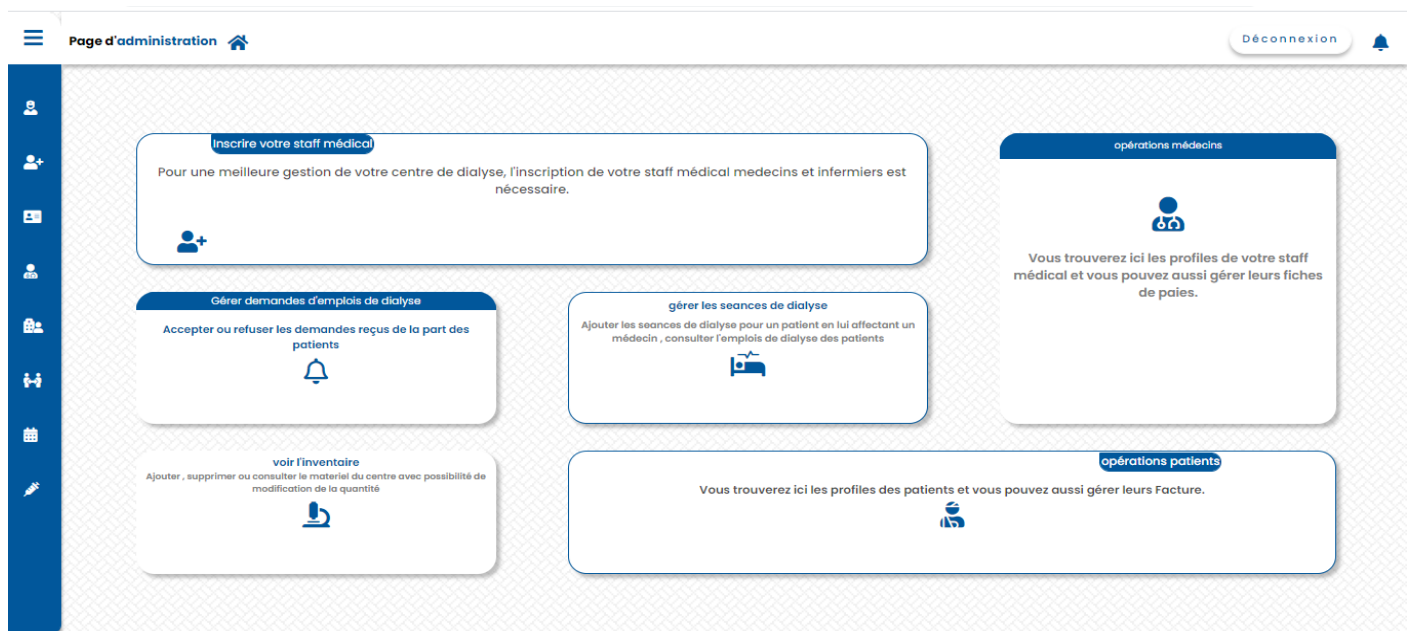 Page d'administration
Déconnexion
Inscrire votre staff médical
Pour une meilleure gestion de votre centre de dialyse, l'inscription de votre staff médical medecins et infermiers est
nécessaire.
opérations médecins
Vous trouverez ici les profiles de votre staff
médical et vous pouvez aussi gérer leurs fiches
de paies.
Gérer demandes d'emplois de dialyse
Accepter ou refuser les demandes reçus de la part des
patients
gérer les seances de dialyse
Ajouter les seances de dialyse pour un patient en lui affectant un
médecin , consulter l'emplois de dialyse des patients
voir l'inventaire
Ajouter , supprimer ou consulter le materiel du centre avec possibilité de
modification de la quantité
opérations patients
Vous trouverez ici les profiles des patients et vous pouvez aussi gérer leurs Facture.